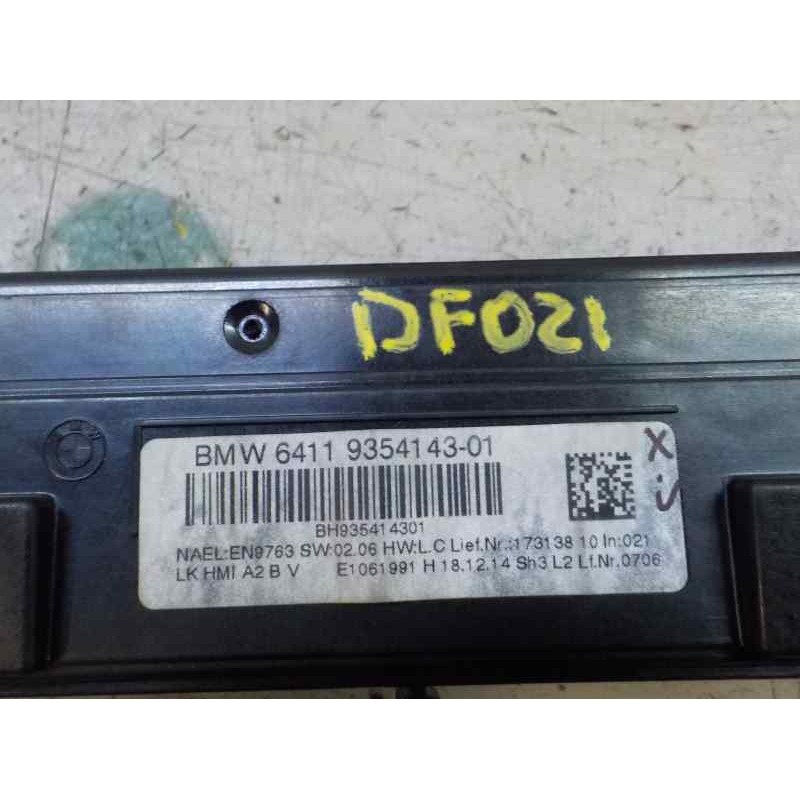 DF021
BMW 6411 9354143-01
X
BH935414301
NAEL:EN9763 SW:02.06 HW:L.C Lief.Nr.:173138 10 In:021
LK HMI A2 B V E1061991 H 18.12.14 Sh3 L2 Lf.Nr.0706